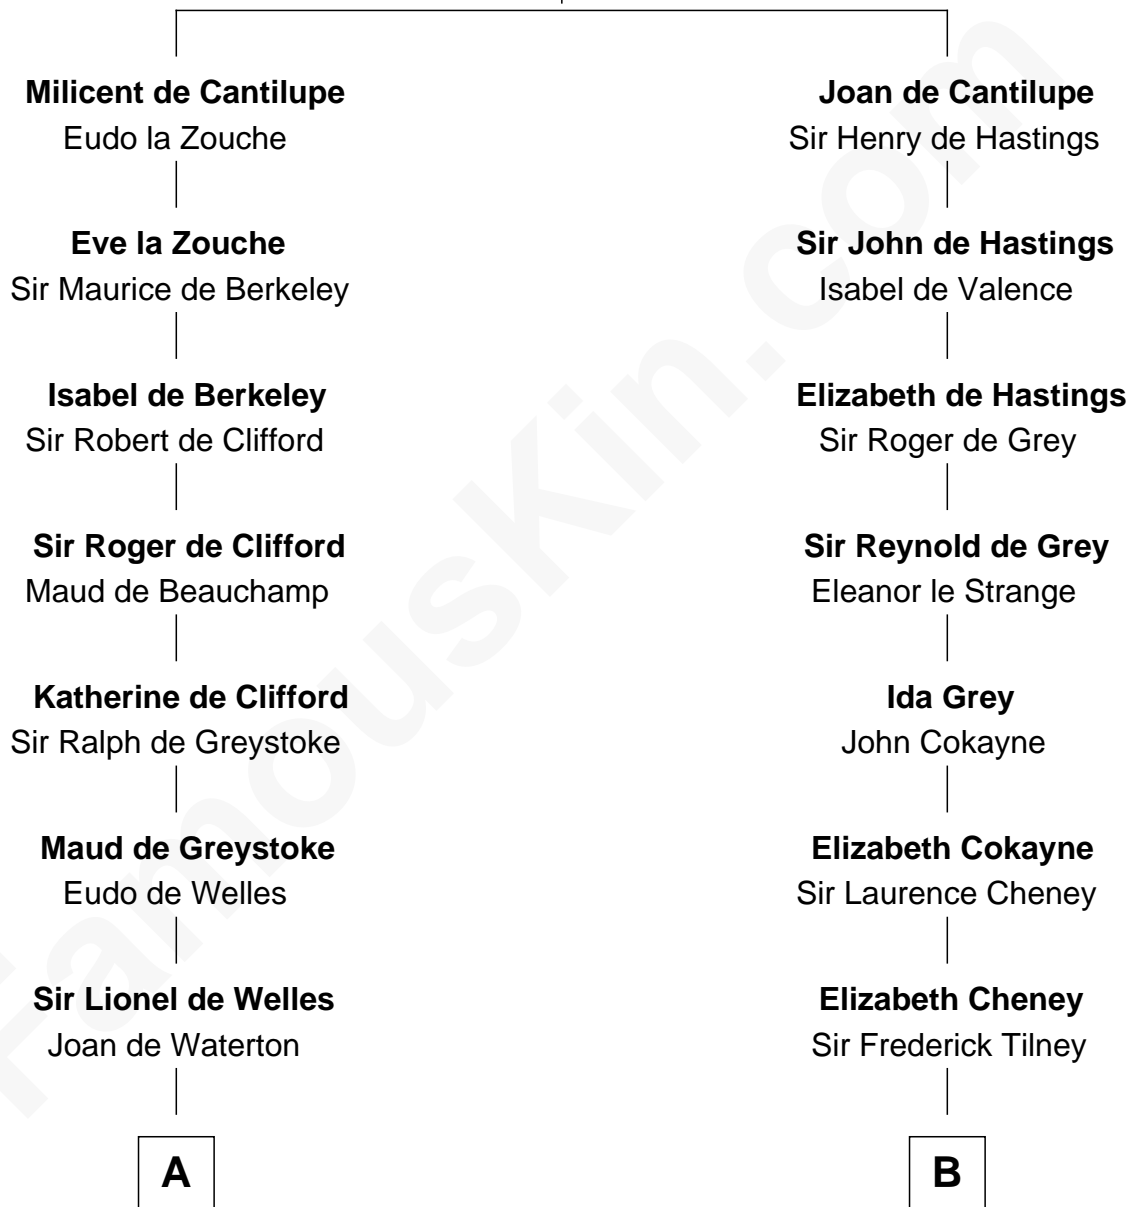 Milicent de Cantilupe
Eudo la Zouche
Joan de Cantilupe
Sir Henry de Hastings
Eve la Zouche
Sir Maurice de Berkeley
Sir John de Hastings
Isabel de Valence
Isabel de Berkeley
Sir Robert de Clifford
Elizabeth de Hastings
Sir Roger de Grey
Sir Roger de Clifford
Maud de Beauchamp
Sir Reynold de Grey
Eleanor le Strange
Katherine de Clifford
Sir Ralph de Greystoke
Ida Grey
John Cokayne
Maud de Greystoke
Eudo de Welles
Elizabeth Cokayne
Sir Laurence Cheney
Sir Lionel de Welles
Joan de Waterton
Elizabeth Cheney
Sir Frederick Tilney
A
B
FamousKin.com